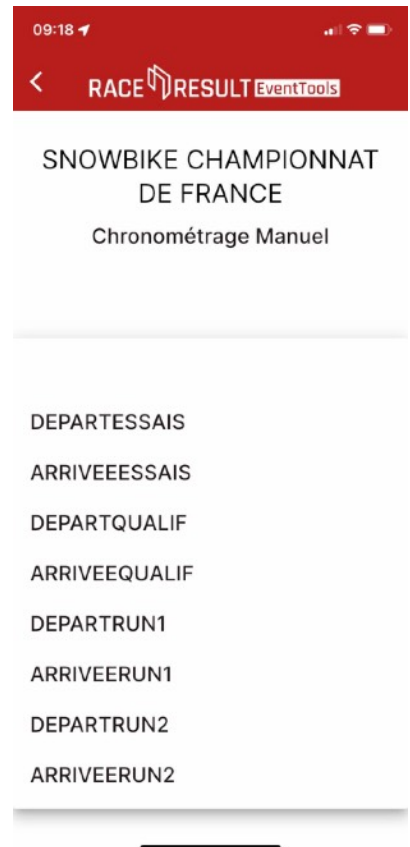 09:18
RACE RESULT EventTools
SNOWBIKE CHAMPIONNAT
DE FRANCE
Chronométrage Manuel
DEPARTESSAIS
ARRIVEEESSAIS
DEPARTQUALIF
ARRIVEEQUALIF
DEPARTRUN1
ARRIVEERUN1
DEPARTRUN2
ARRIVEERUN2